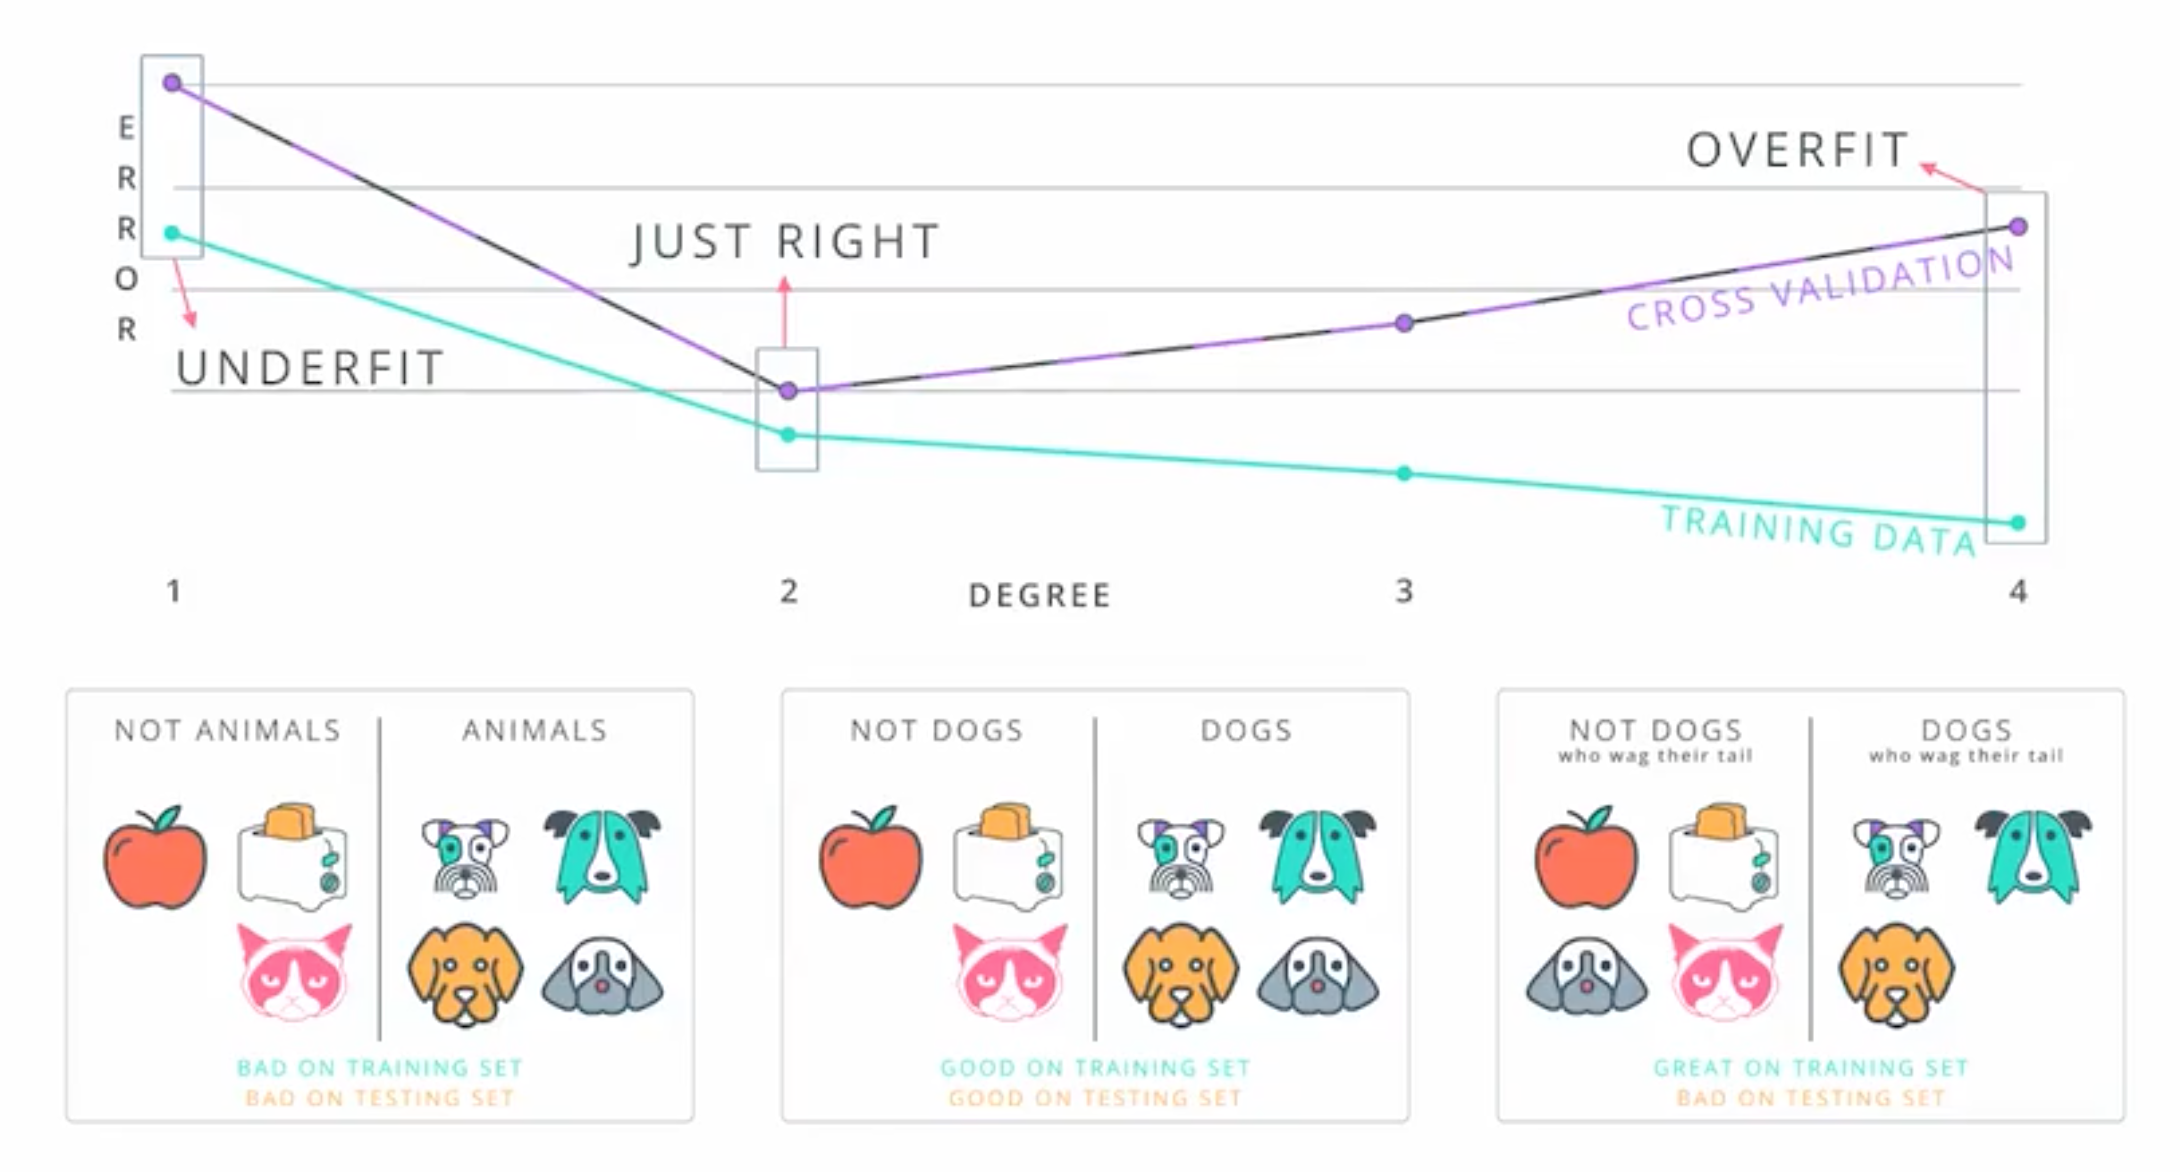 ERROR
OVERFIT
JUST RIGHT
CROSS VALIDATION
UNDERFIT
TRAINING DATA
1
2
DEGREE
3
4
NOT ANIMALS
ANIMALS
BAD ON TRAINING SET
BAD ON TESTING SET
NOT DOGS
DOGS
GOOD ON TRAINING SET
GOOD ON TESTING SET
NOT DOGS
who wag their tail
DOGS
who wag their tail
GREAT ON TRAINING SET
BAD ON TESTING SET